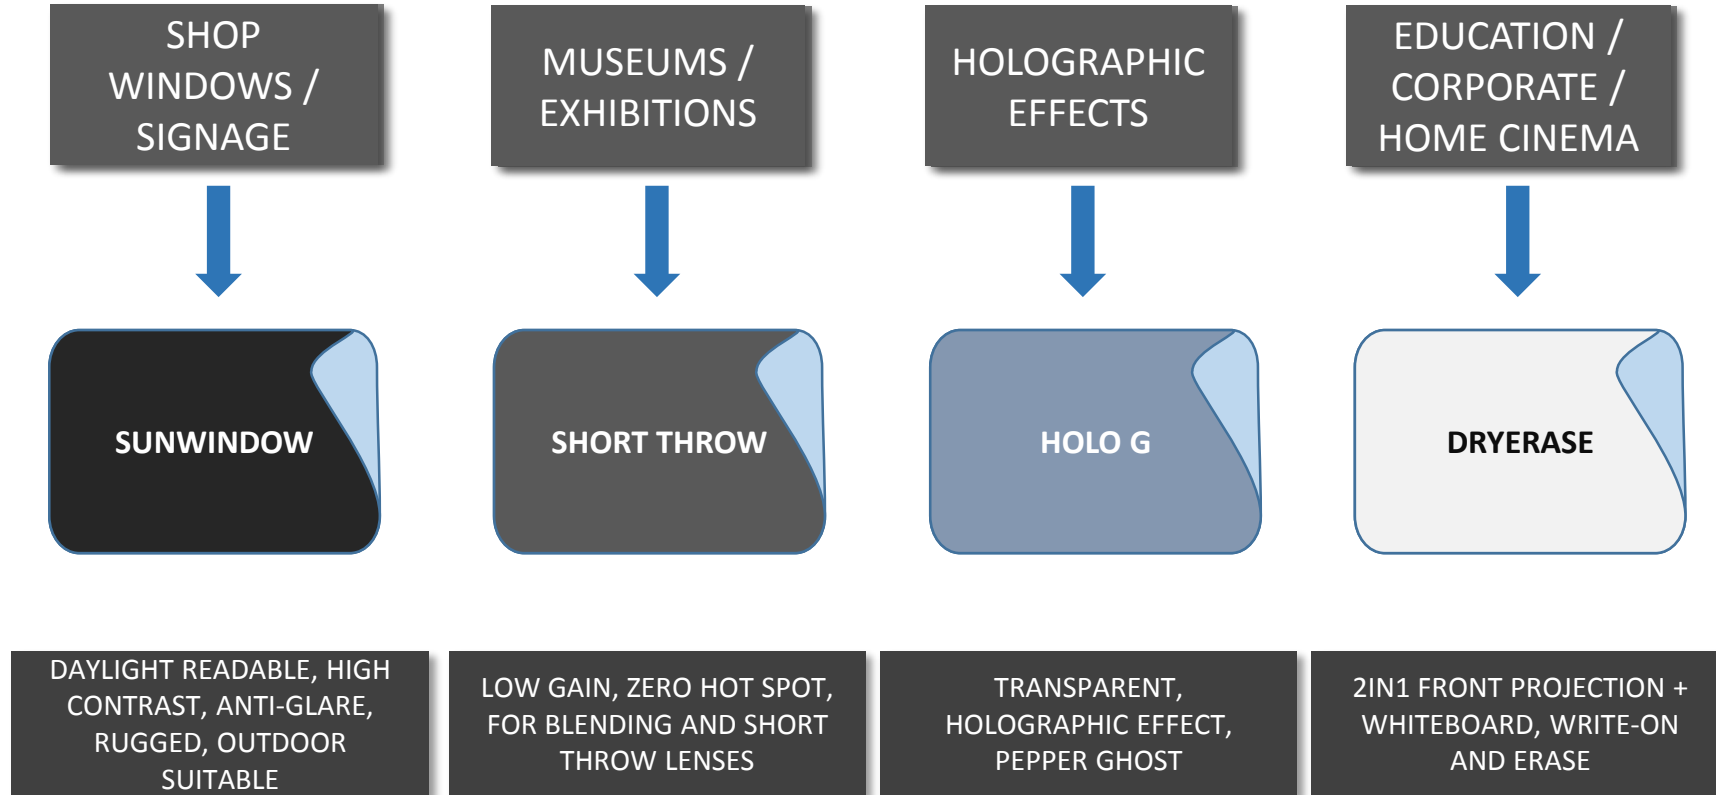 SHOP
WINDOWS /
SIGNAGE
MUSEUMS /
EXHIBITIONS
HOLOGRAPHIC
EFFECTS
EDUCATION /
CORPORATE /
HOME CINEMA
SUNWINDOW
SHORT THROW
HOLO G
DRYERASE
DAYLIGHT READABLE, HIGH
CONTRAST, ANTI-GLARE,
RUGGED, OUTDOOR
SUITABLE
LOW GAIN, ZERO HOT SPOT,
FOR BLENDING AND SHORT
THROW LENSES
TRANSPARENT,
HOLOGRAPHIC EFFECT,
PEPPER GHOST
2IN1 FRONT PROJECTION +
WHITEBOARD, WRITE-ON
AND ERASE